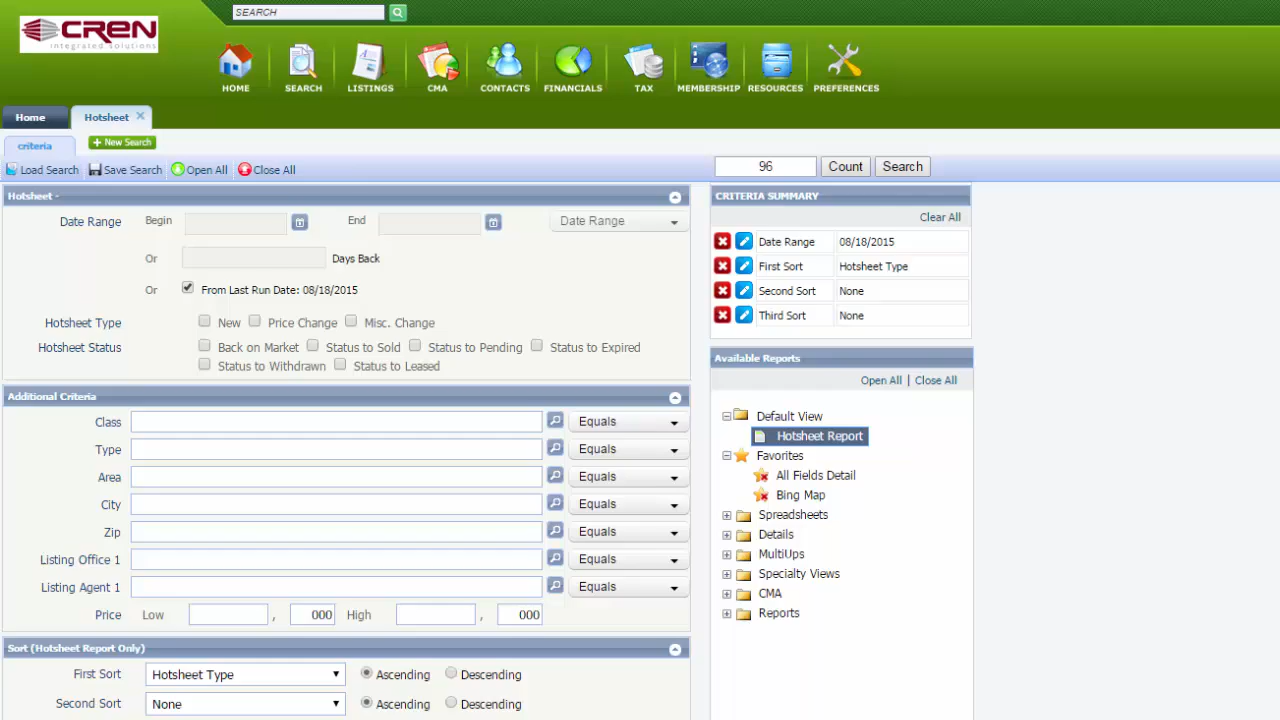 SEARCH
CREN
integrated solutions
HOME
SEARCH
LISTINGS
CMA
CONTACTS
FINANCIALS
TAX
MEMBERSHIP
RESOURCES
PREFERENCES
Home
Hotsheet
criteria
+ New Search
Load Search
Save Search
Open All
Close All
96
Count
Search
Hotsheet -
Date Range Begin End Date Range
Or Days Back
Or From Last Run Date: 08/18/2015
Hotsheet Type New Price Change Misc. Change
Hotsheet Status Back on Market Status to Sold Status to Pending Status to Expired
Status to Withdrawn Status to Leased
Additional Criteria
Class Equals
Type Equals
Area Equals
City Equals
Zip Equals
Listing Office 1 Equals
Listing Agent 1 Equals
Price Low , 000 High , 000
Sort (Hotsheet Report Only)
First Sort Hotsheet Type Ascending Descending
Second Sort None Ascending Descending
CRITERIA SUMMARY
Clear All
Date Range 08/18/2015
First Sort Hotsheet Type
Second Sort None
Third Sort None
Available Reports
Open All | Close All
Default View
Hotsheet Report
Favorites
All Fields Detail
Bing Map
Spreadsheets
Details
MultiUps
Specialty Views
CMA
Reports